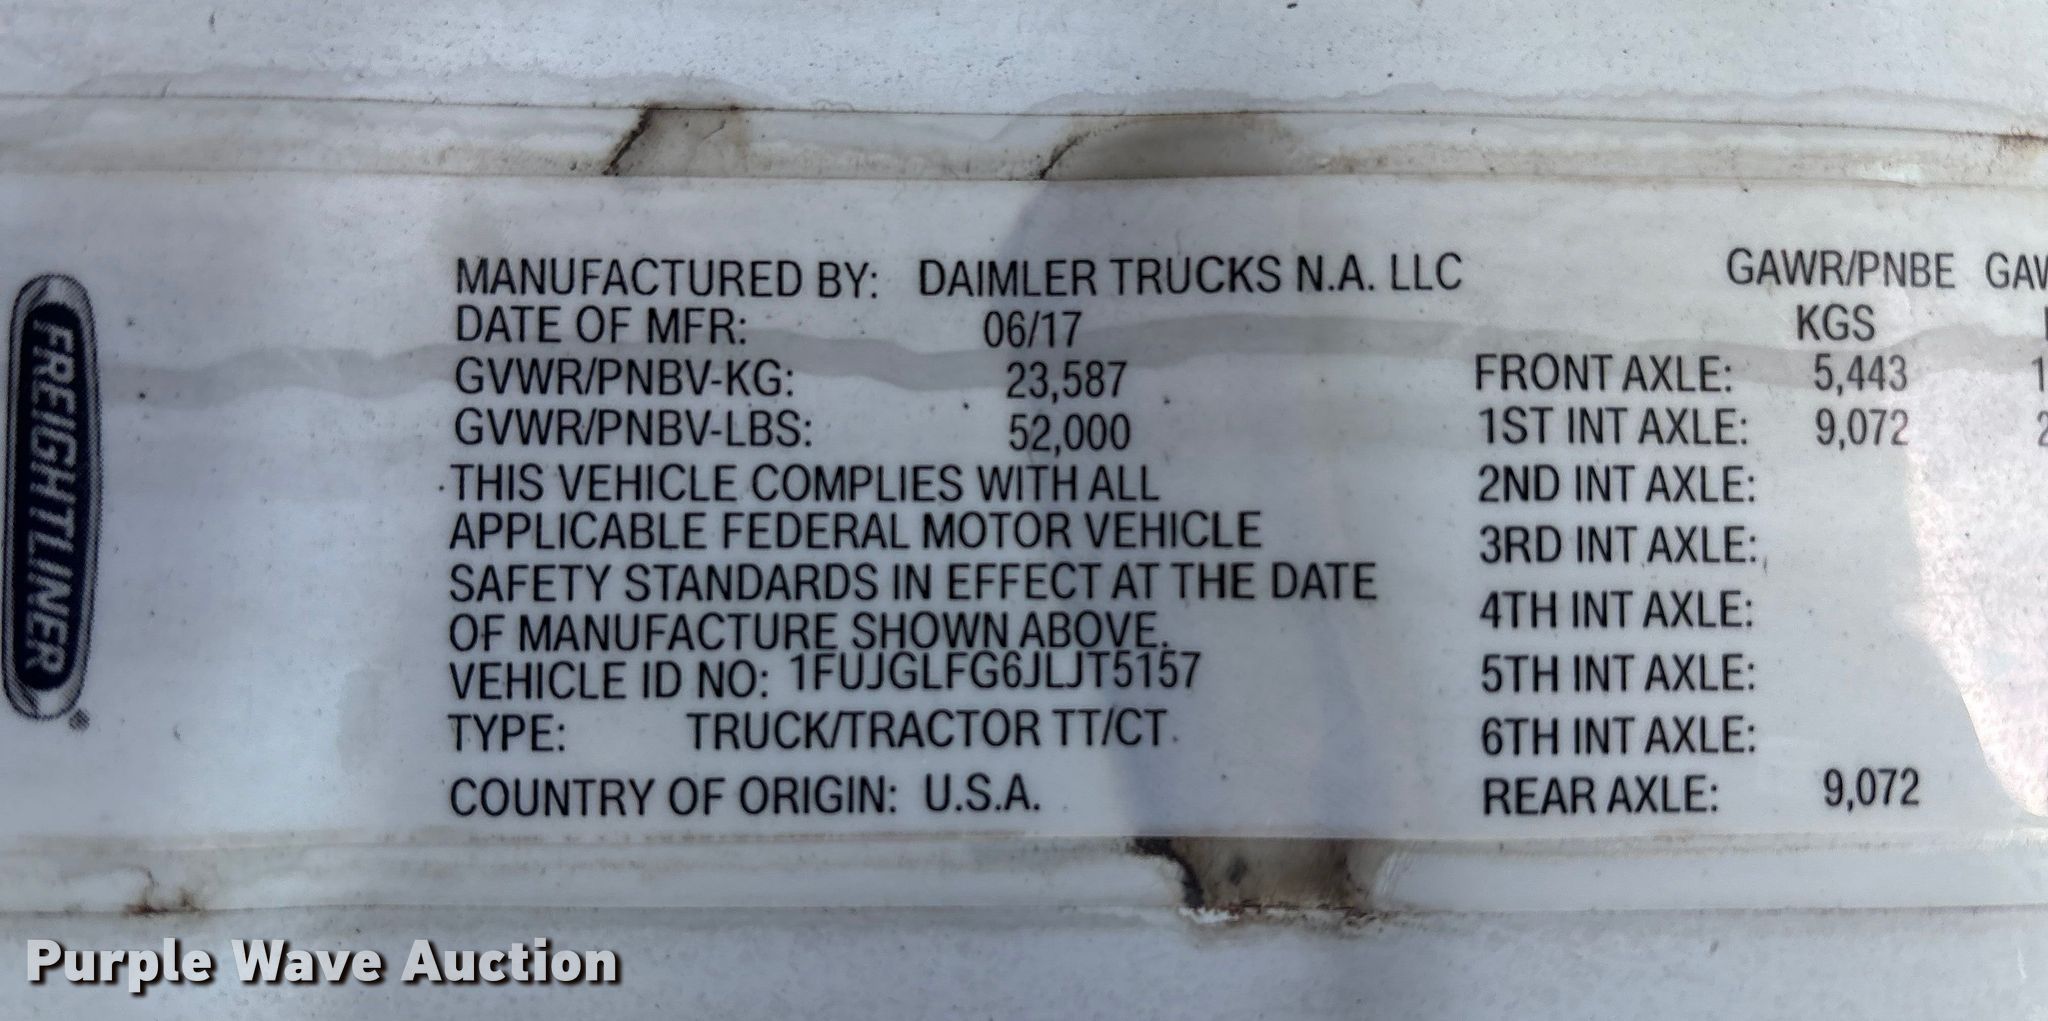 FREIGHTLINER
MANUFACTURED BY: DAIMLER TRUCKS N.A. LLC
DATE OF MFR: 06/17
GVWR/PNBV-KG: 23,587
GVWR/PNBV-LBS: 52,000
THIS VEHICLE COMPLIES WITH ALL
APPLICABLE FEDERAL MOTOR VEHICLE
SAFETY STANDARDS IN EFFECT AT THE DATE
OF MANUFACTURE SHOWN ABOVE.
VEHICLE ID NO: 1FUJGLFG6JLJT5157
TYPE: TRUCK/TRACTOR TT/CT
COUNTRY OF ORIGIN: U.S.A.
GAWR/PNBE
KGS
FRONT AXLE: 5,443
1ST INT AXLE: 9,072
2ND INT AXLE:
3RD INT AXLE:
4TH INT AXLE:
5TH INT AXLE:
6TH INT AXLE:
REAR AXLE: 9,072
Purple Wave Auction